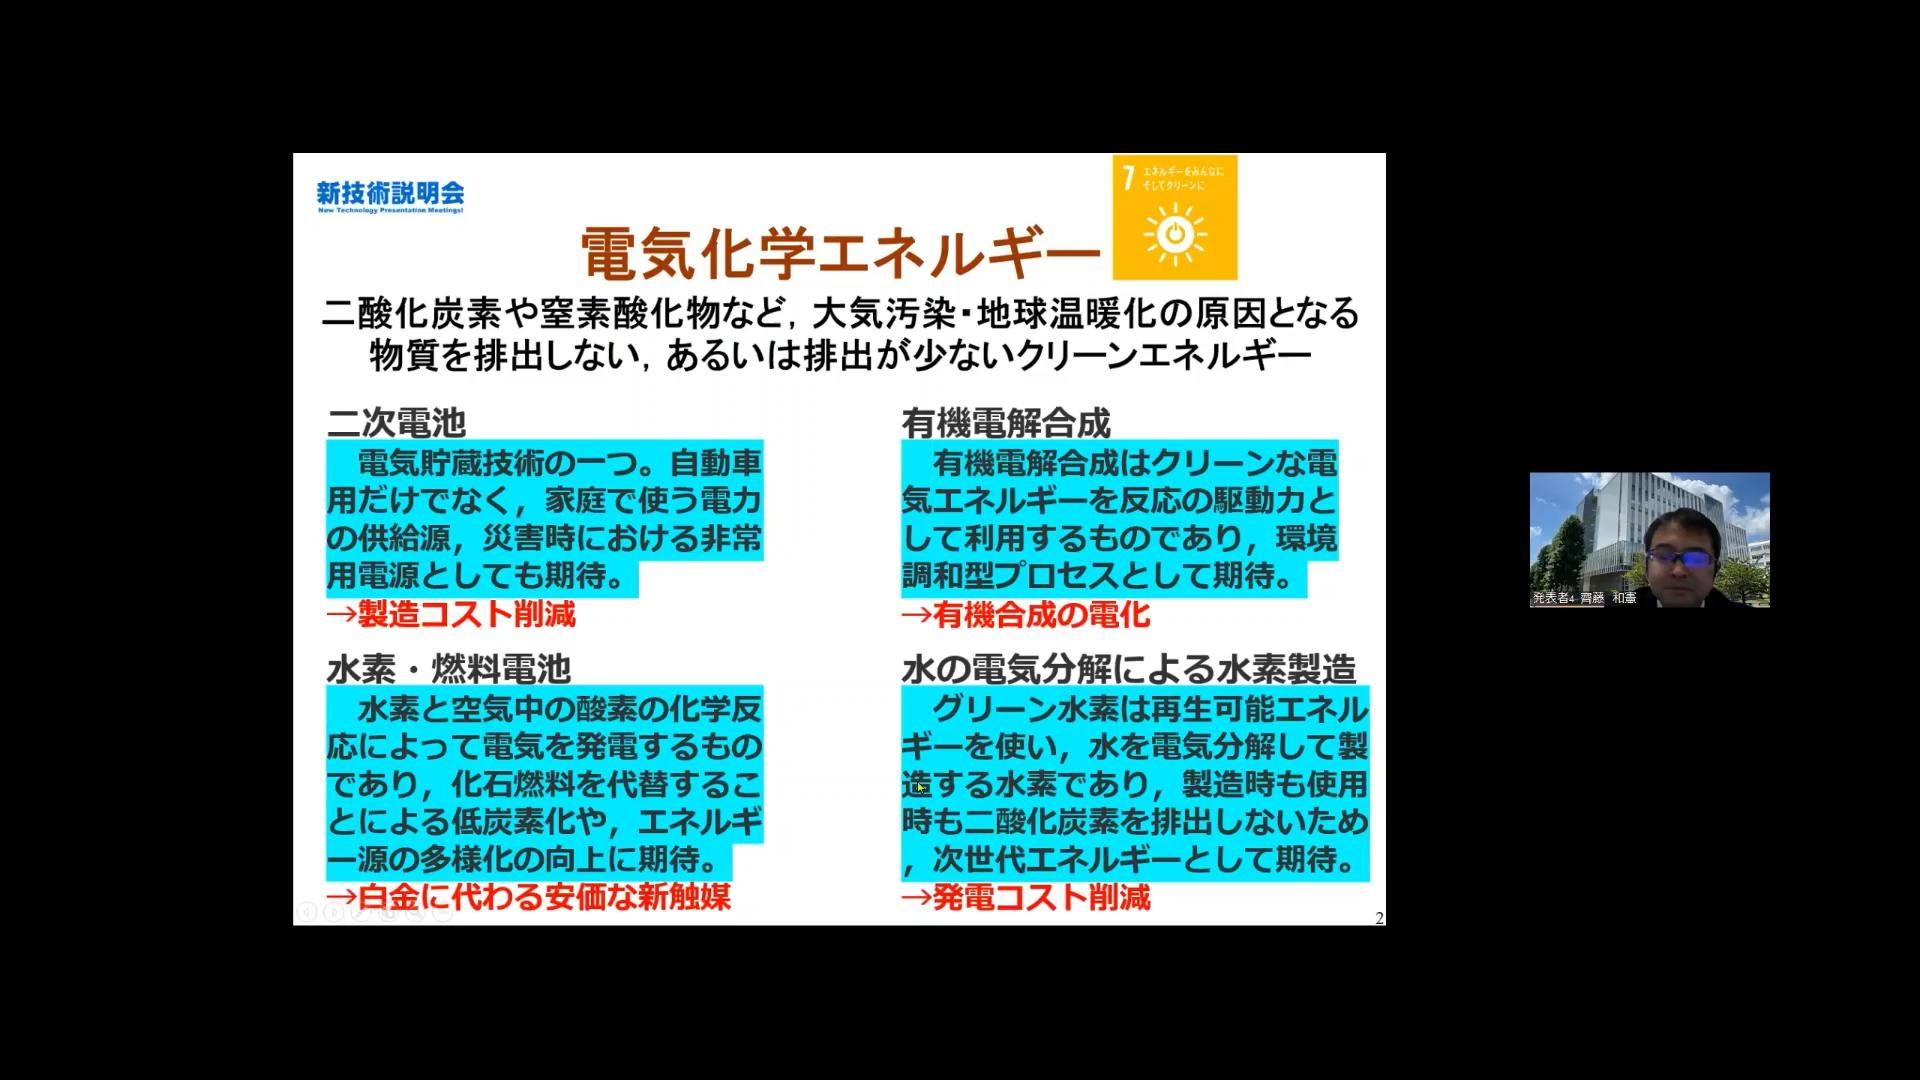 新技術説明会
New Technology Presentation Meetings!
7 エネルギーをみんなに
そしてクリーンに
電気化学エネルギー
二酸化炭素や窒素酸化物など，大気汚染・地球温暖化の原因となる
物質を排出しない，あるいは排出が少ないクリーンエネルギー
二次電池
電気貯蔵技術の一つ。自動車
用だけでなく，家庭で使う電力
の供給源，災害時における非常
用電源としても期待。
→製造コスト削減
水素・燃料電池
水素と空気中の酸素の化学反
応によって電気を発電するもの
であり，化石燃料を代替するこ
とによる低炭素化や，エネルギ
ー源の多様化の向上に期待。
→白金に代わる安価な新触媒
有機電解合成
有機電解合成はクリーンな電
気エネルギーを反応の駆動力と
して利用するものであり，環境
調和型プロセスとして期待。
→有機合成の電化
水の電気分解による水素製造
グリーン水素は再生可能エネル
ギーを使い，水を電気分解して製
造する水素であり，製造時も使用
時も二酸化炭素を排出しないため
，次世代エネルギーとして期待。
→発電コスト削減
2
発表者4 齊藤 和憲